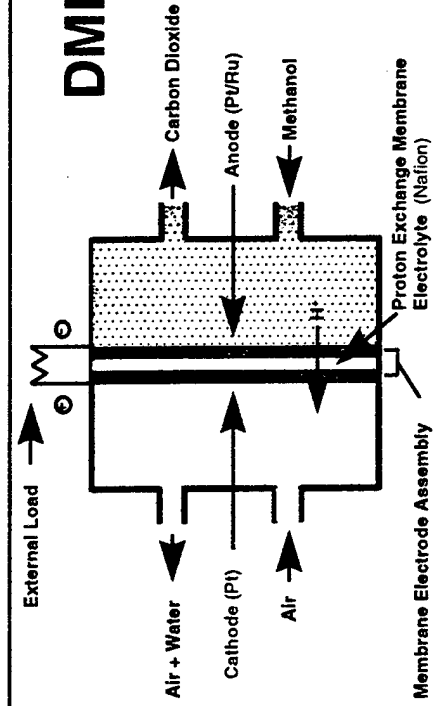 External Load
Carbon Dioxide
Air + Water
Cathode (Pt)
Anode (Pt/Ru)
Air
Methanol
H+
Proton Exchange Membrane
Electrolyte (Nafion)
Membrane Electrode Assembly